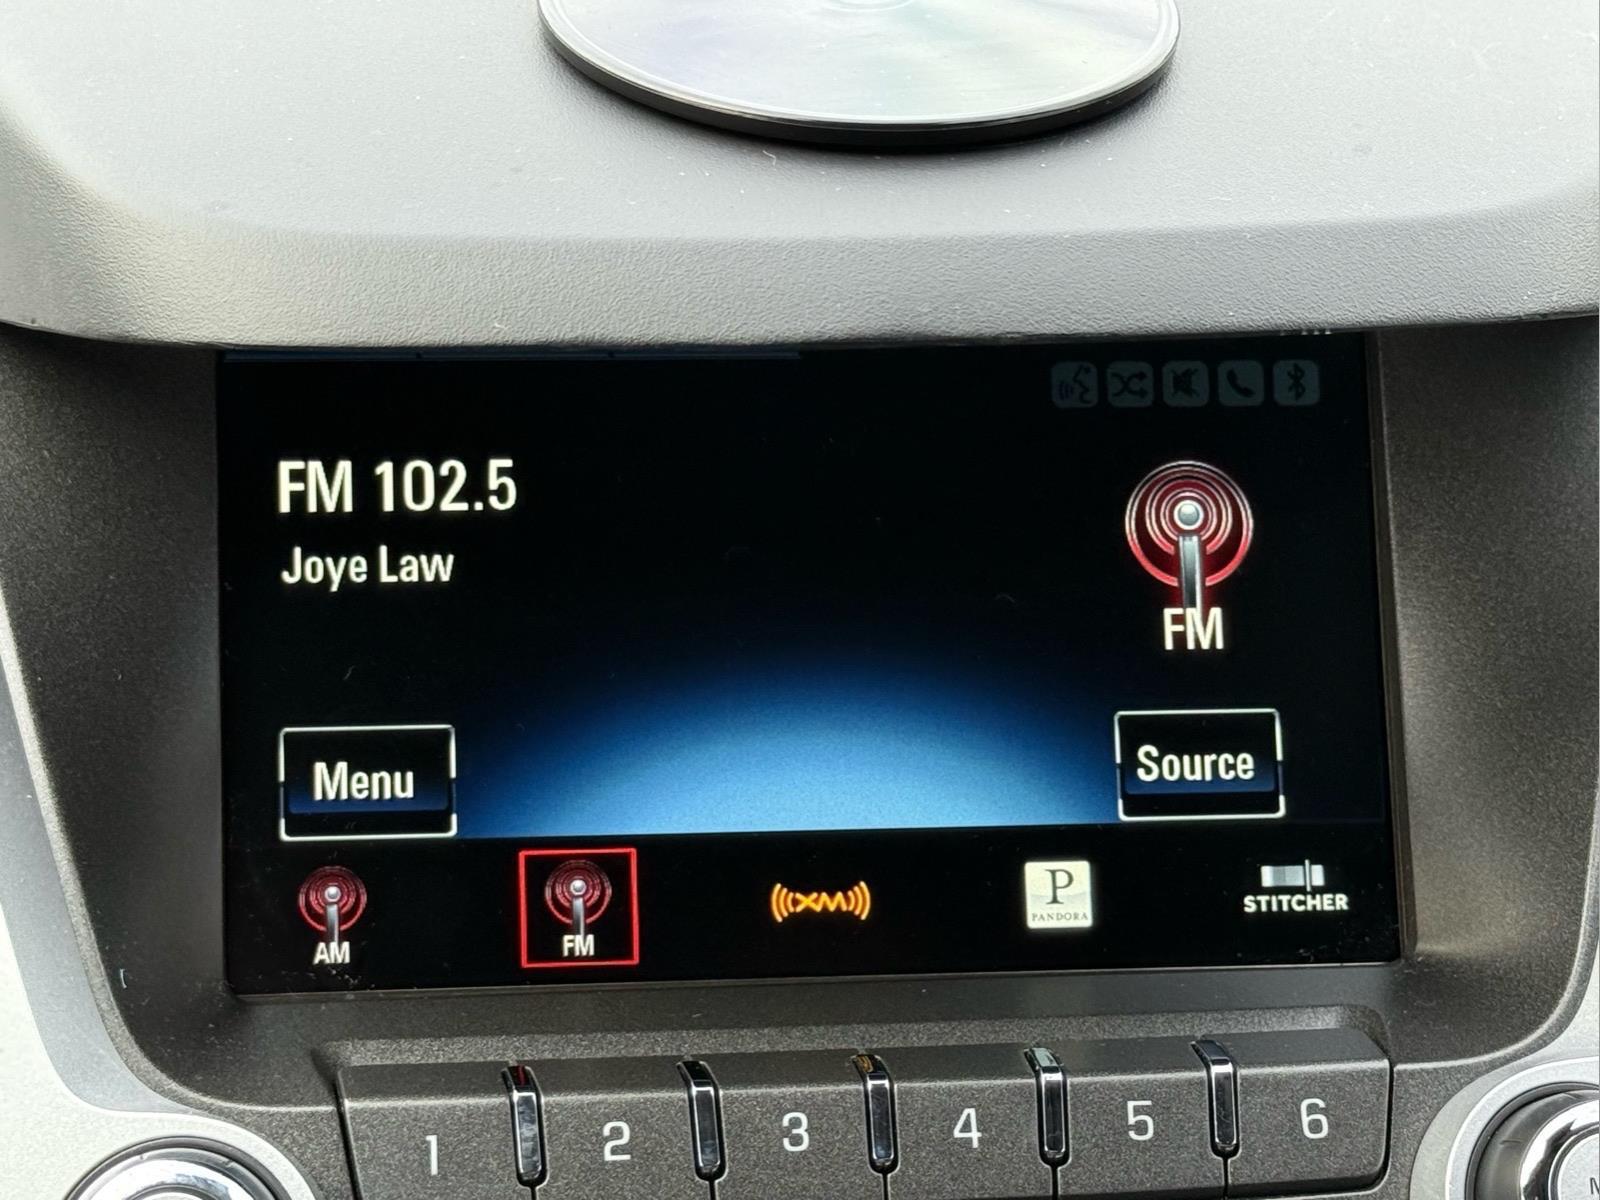 FM 102.5
Joye Law
FM
Menu
Source
AM
FM
XM
P
PANDORA
STITCHER
1
2
3
4
5
6